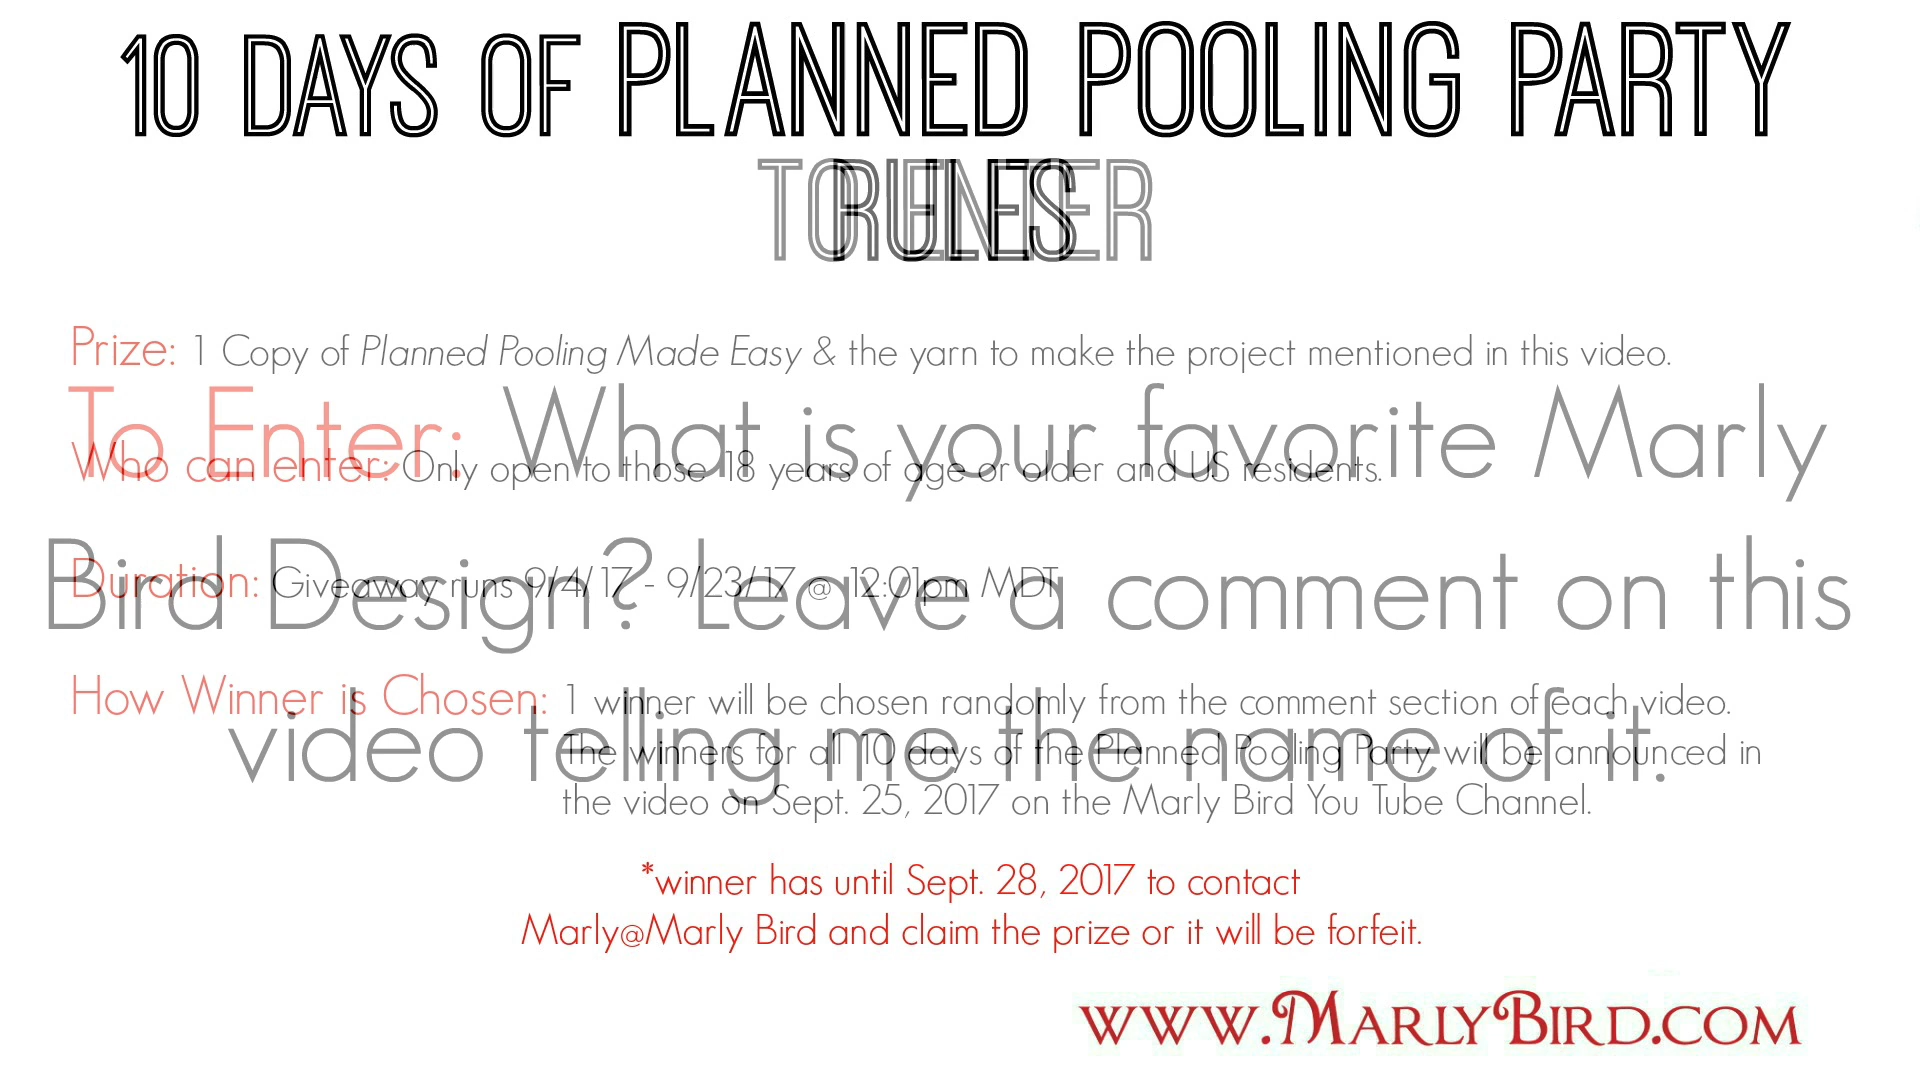 10 DAYS OF PLANNED POOLING PARTY
TO ENTER
RULES
Prize: 1 Copy of Planned Pooling Made Easy & the yarn to make the project mentioned in this video.
To Enter: What is your favorite Marly
Who can enter: Only open to those 18 years of age or older and US residents.
Bird Design? Leave a comment on this
Duration: Giveaway runs 9/4/17 - 9/23/17 @ 12:01pm MDT
How Winner is Chosen: 1 winner will be chosen randomly from the comment section of each video.
video telling me the name of it.
The winners for all 10 days of the Planned Pooling Party will be announced in
the video on Sept. 25, 2017 on the Marly Bird You Tube Channel.
*winner has until Sept. 28, 2017 to contact
Marly@Marly Bird and claim the prize or it will be forfeit.
www.MarlyBird.com